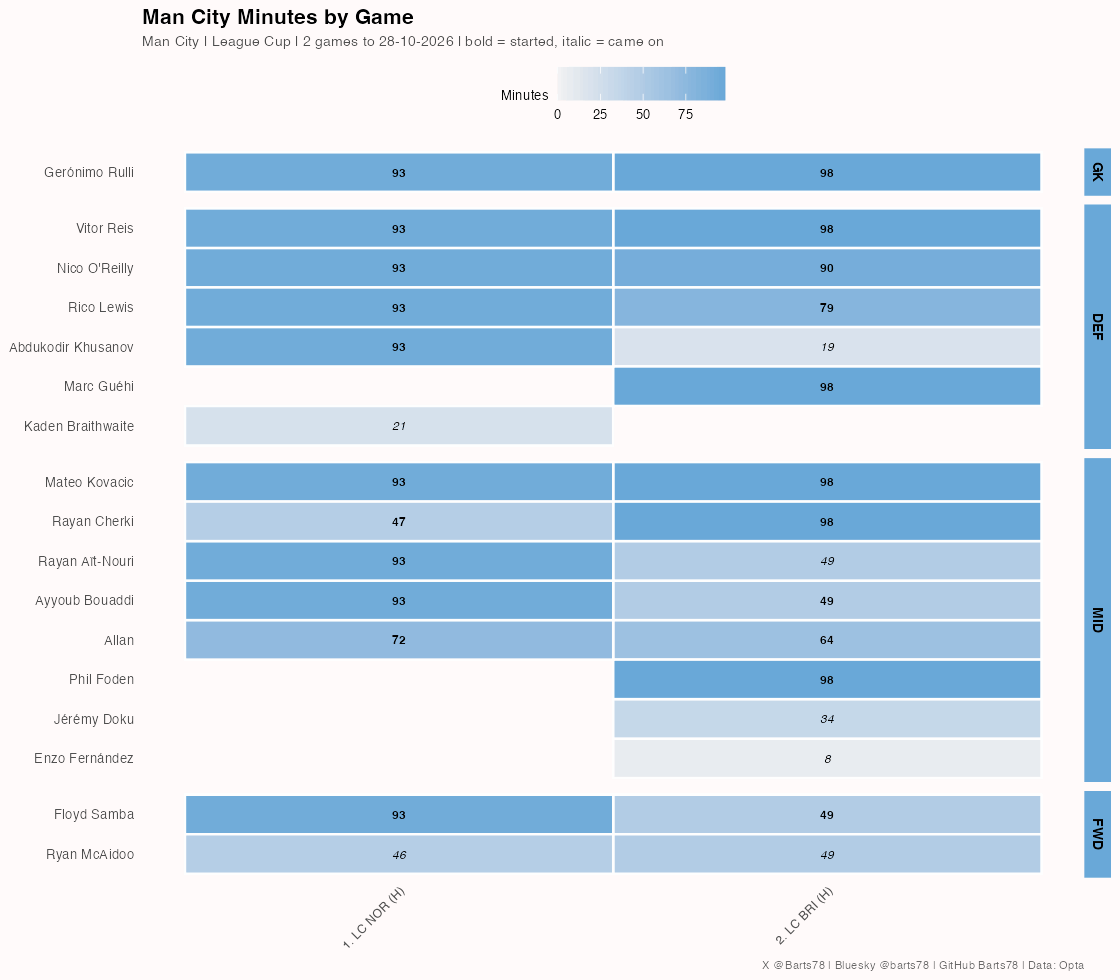 Man City Minutes by Game
Man City | League Cup | 2 games to 28-10-2026 | bold = started, italic = came on
Minutes
0 25 50 75
Gerónimo Rulli 93 98
GK
Vitor Reis 93 98
Nico O'Reilly 93 90
Rico Lewis 93 79
Abdukodir Khusanov 93 19
Marc Guéhi 98
Kaden Braithwaite 21
DEF
Mateo Kovacic 93 98
Rayan Cherki 47 98
Rayan Aït-Nouri 93 49
Ayyoub Bouaddi 93 49
Allan 72 64
Phil Foden 98
Jérémy Doku 34
Enzo Fernández 8
MID
Floyd Samba 93 49
Ryan McAidoo 46 49
FWD
1. LC NOR (H) 2. LC BRI (H)
X @Barts78 | Bluesky @barts78 | GitHub Barts78 | Data: Opta